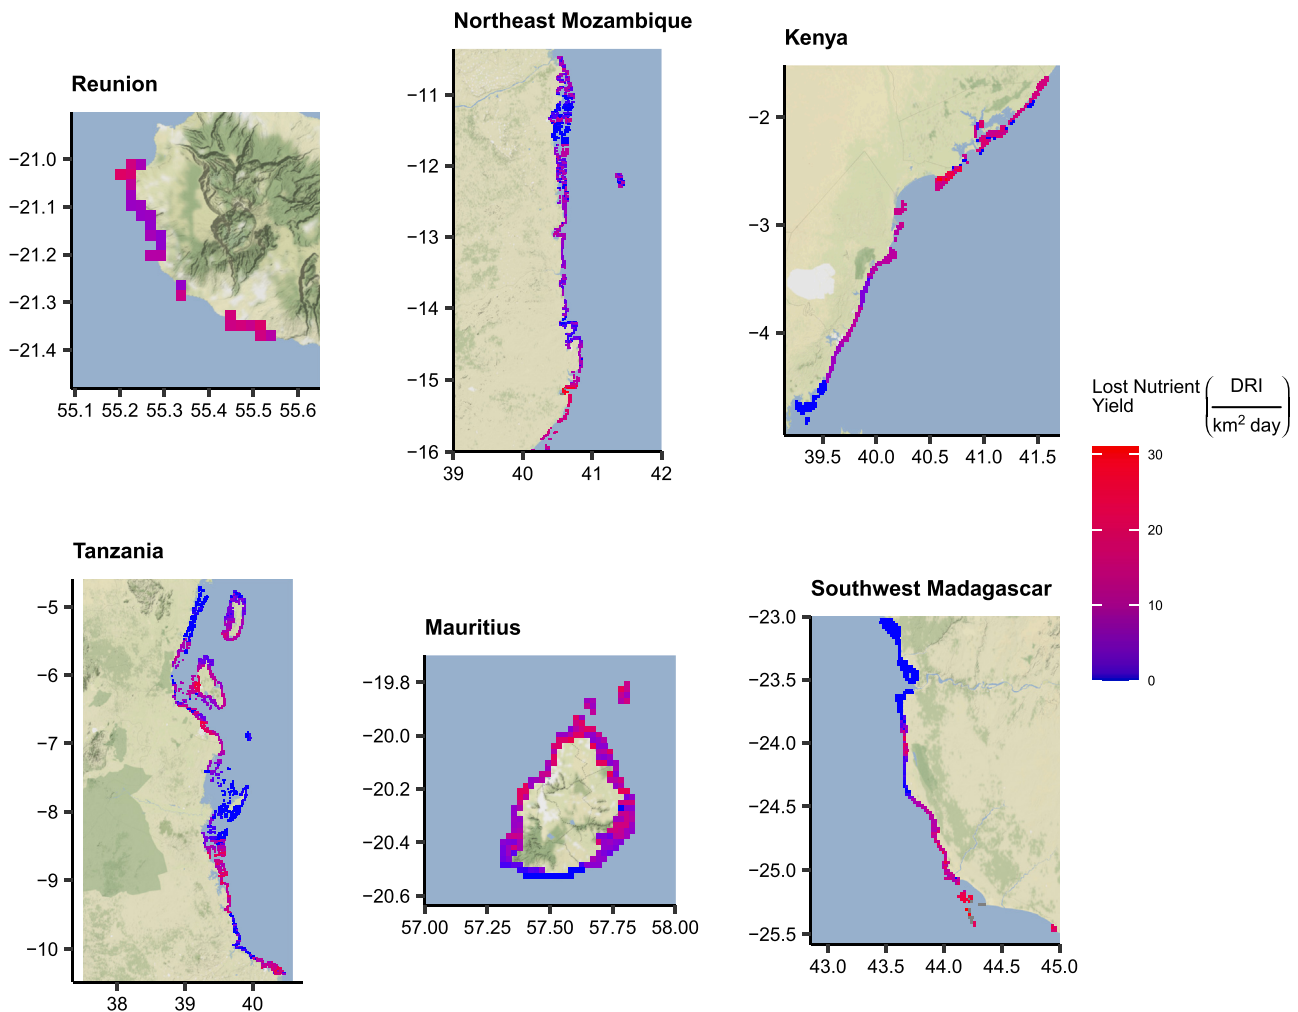 Reunion
−21.0
−21.1
−21.2
−21.3
−21.4
55.1 55.2 55.3 55.4 55.5 55.6
Northeast Mozambique
−11
−12
−13
−14
−15
−16
39 40 41 42
Kenya
−2
−3
−4
39.5 40.0 40.5 41.0 41.5
Lost Nutrient
Yield
(DRI
km² day)
30
20
10
0
Tanzania
−5
−6
−7
−8
−9
−10
38 39 40
Mauritius
−19.8
−20.0
−20.2
−20.4
−20.6
57.00 57.25 57.50 57.75 58.00
Southwest Madagascar
−23.0
−23.5
−24.0
−24.5
−25.0
−25.5
43.0 43.5 44.0 44.5 45.0